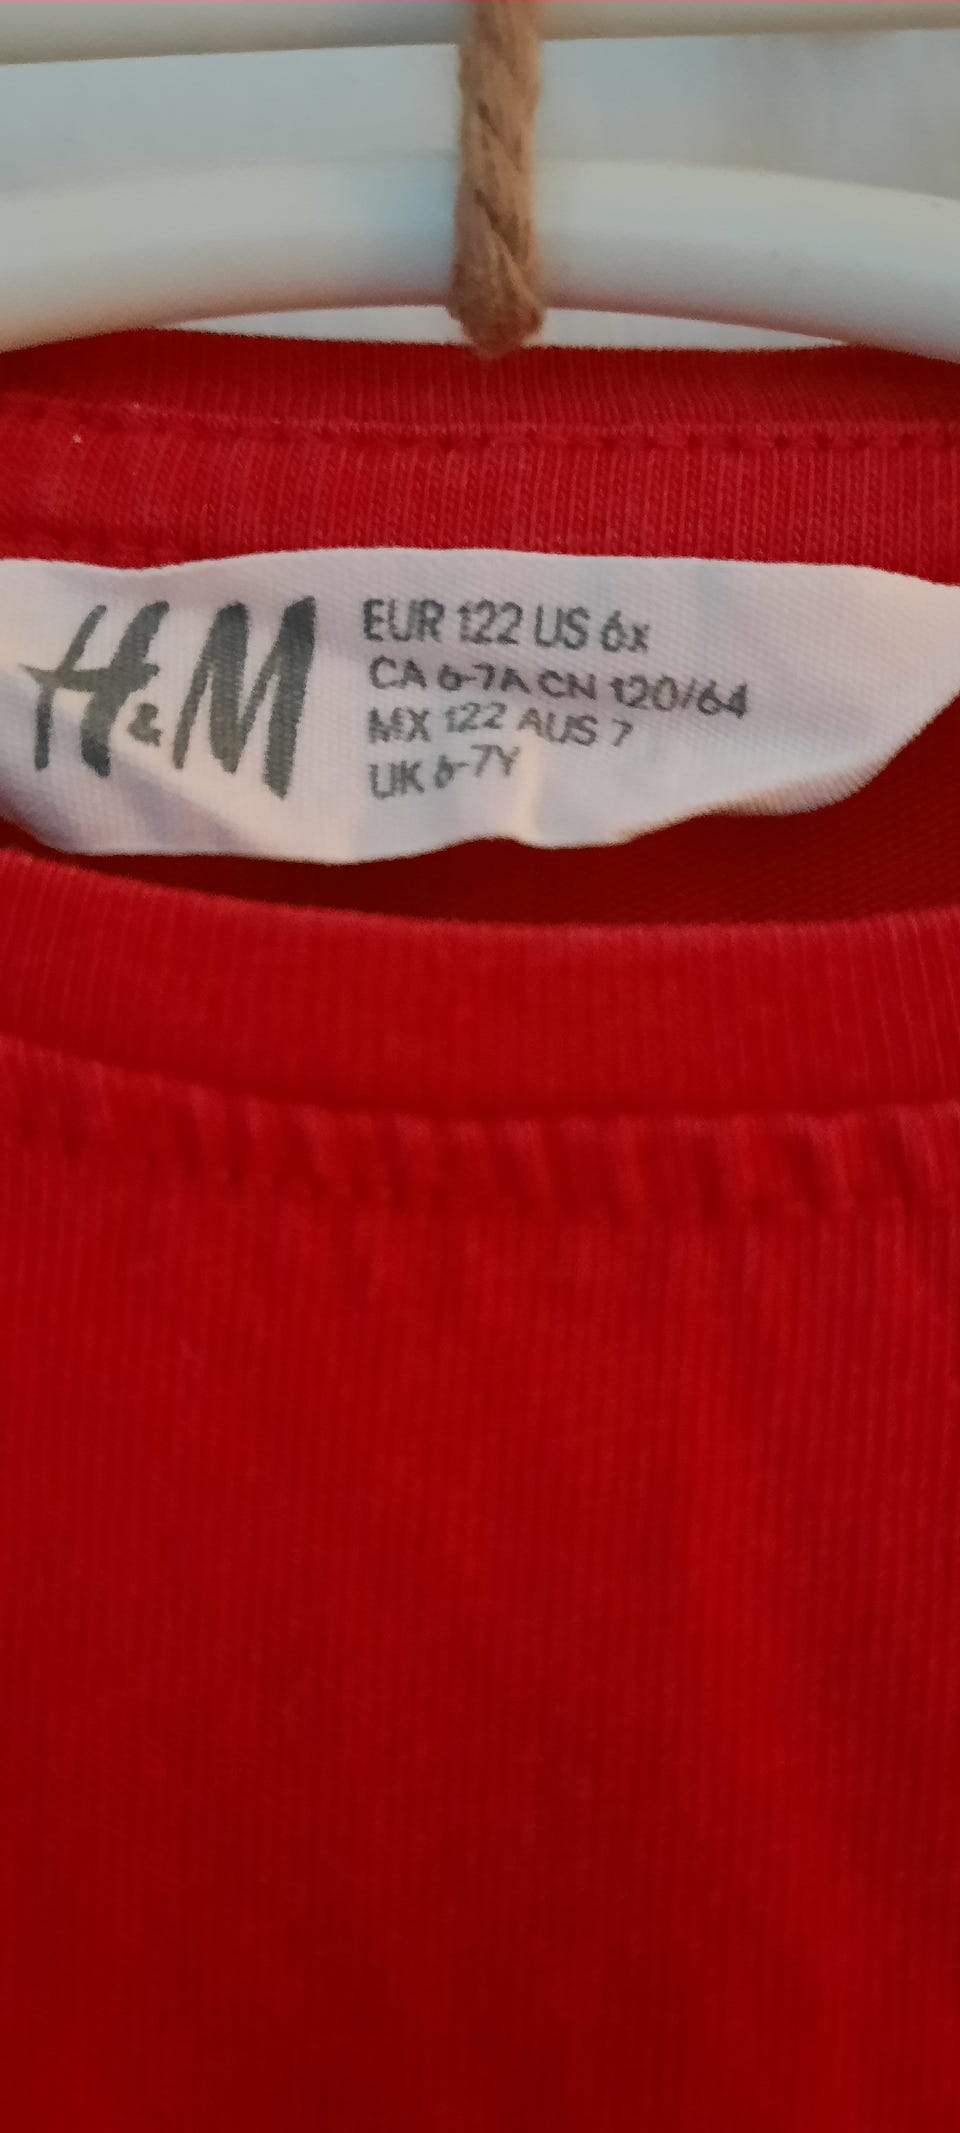 H&M
EUR 122 US 6x
CA 6-7A CN 120/64
MX 122 AUS 7
UK 6-7Y